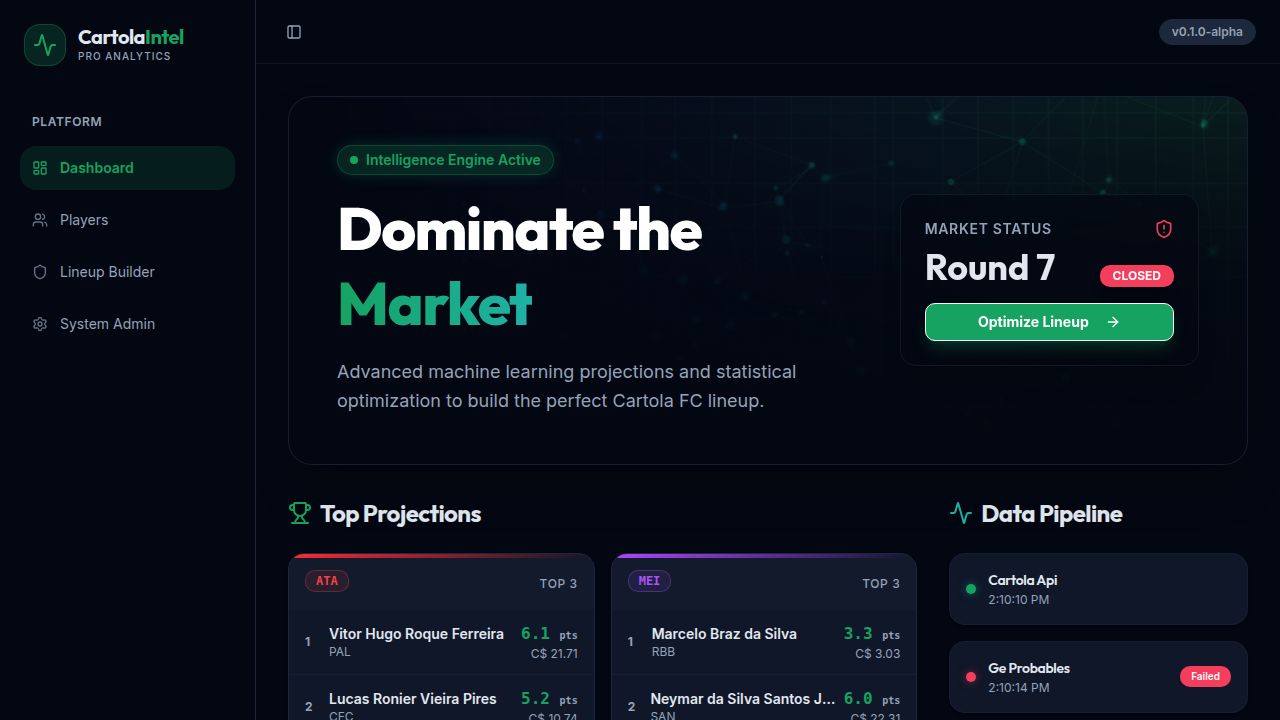 CartolaIntel
PRO ANALYTICS
PLATFORM
Dashboard
Players
Lineup Builder
System Admin
v0.1.0-alpha
Intelligence Engine Active
Dominate the
Market
Advanced machine learning projections and statistical
optimization to build the perfect Cartola FC lineup.
MARKET STATUS
Round 7
CLOSED
Optimize Lineup
Top Projections
ATA
TOP 3
1
Vitor Hugo Roque Ferreira
6.1 pts
PAL
C$ 21.71
2
Lucas Ronier Vieira Pires
5.2 pts
CFC
C$ 10.74
MEI
TOP 3
1
Marcelo Braz da Silva
3.3 pts
RBB
C$ 3.03
2
Neymar da Silva Santos J...
6.0 pts
SAN
C$ 22.31
Data Pipeline
Cartola Api
2:10:10 PM
Ge Probables
2:10:14 PM
Failed